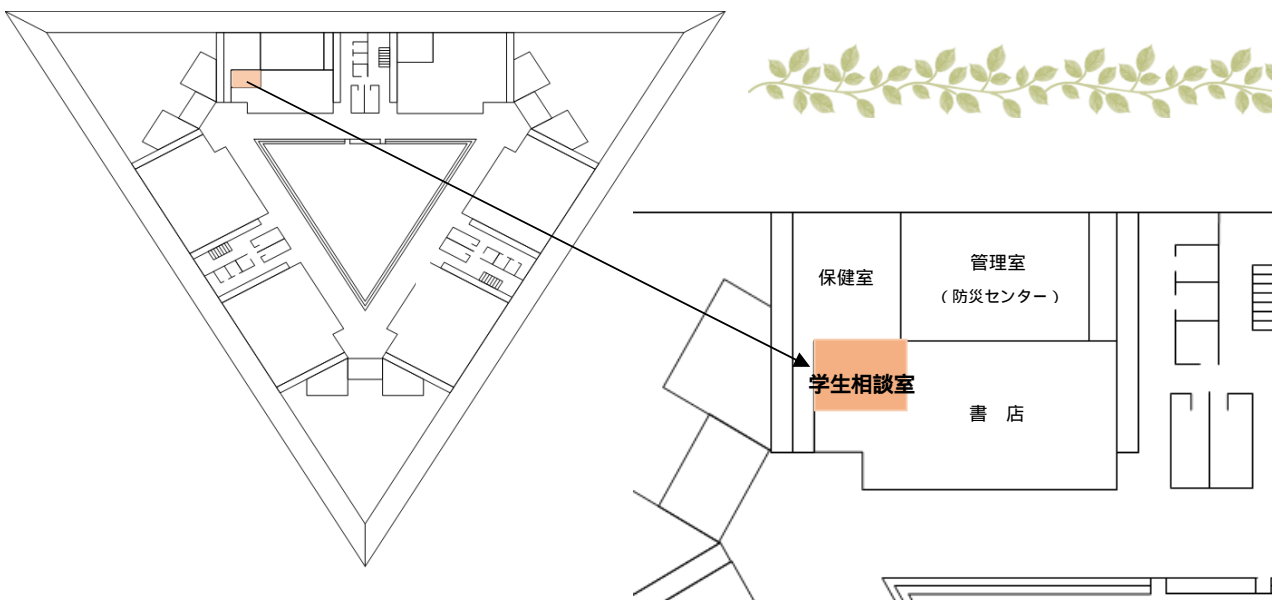 保健室
管理室
（防災センター）
学生相談室
書　店